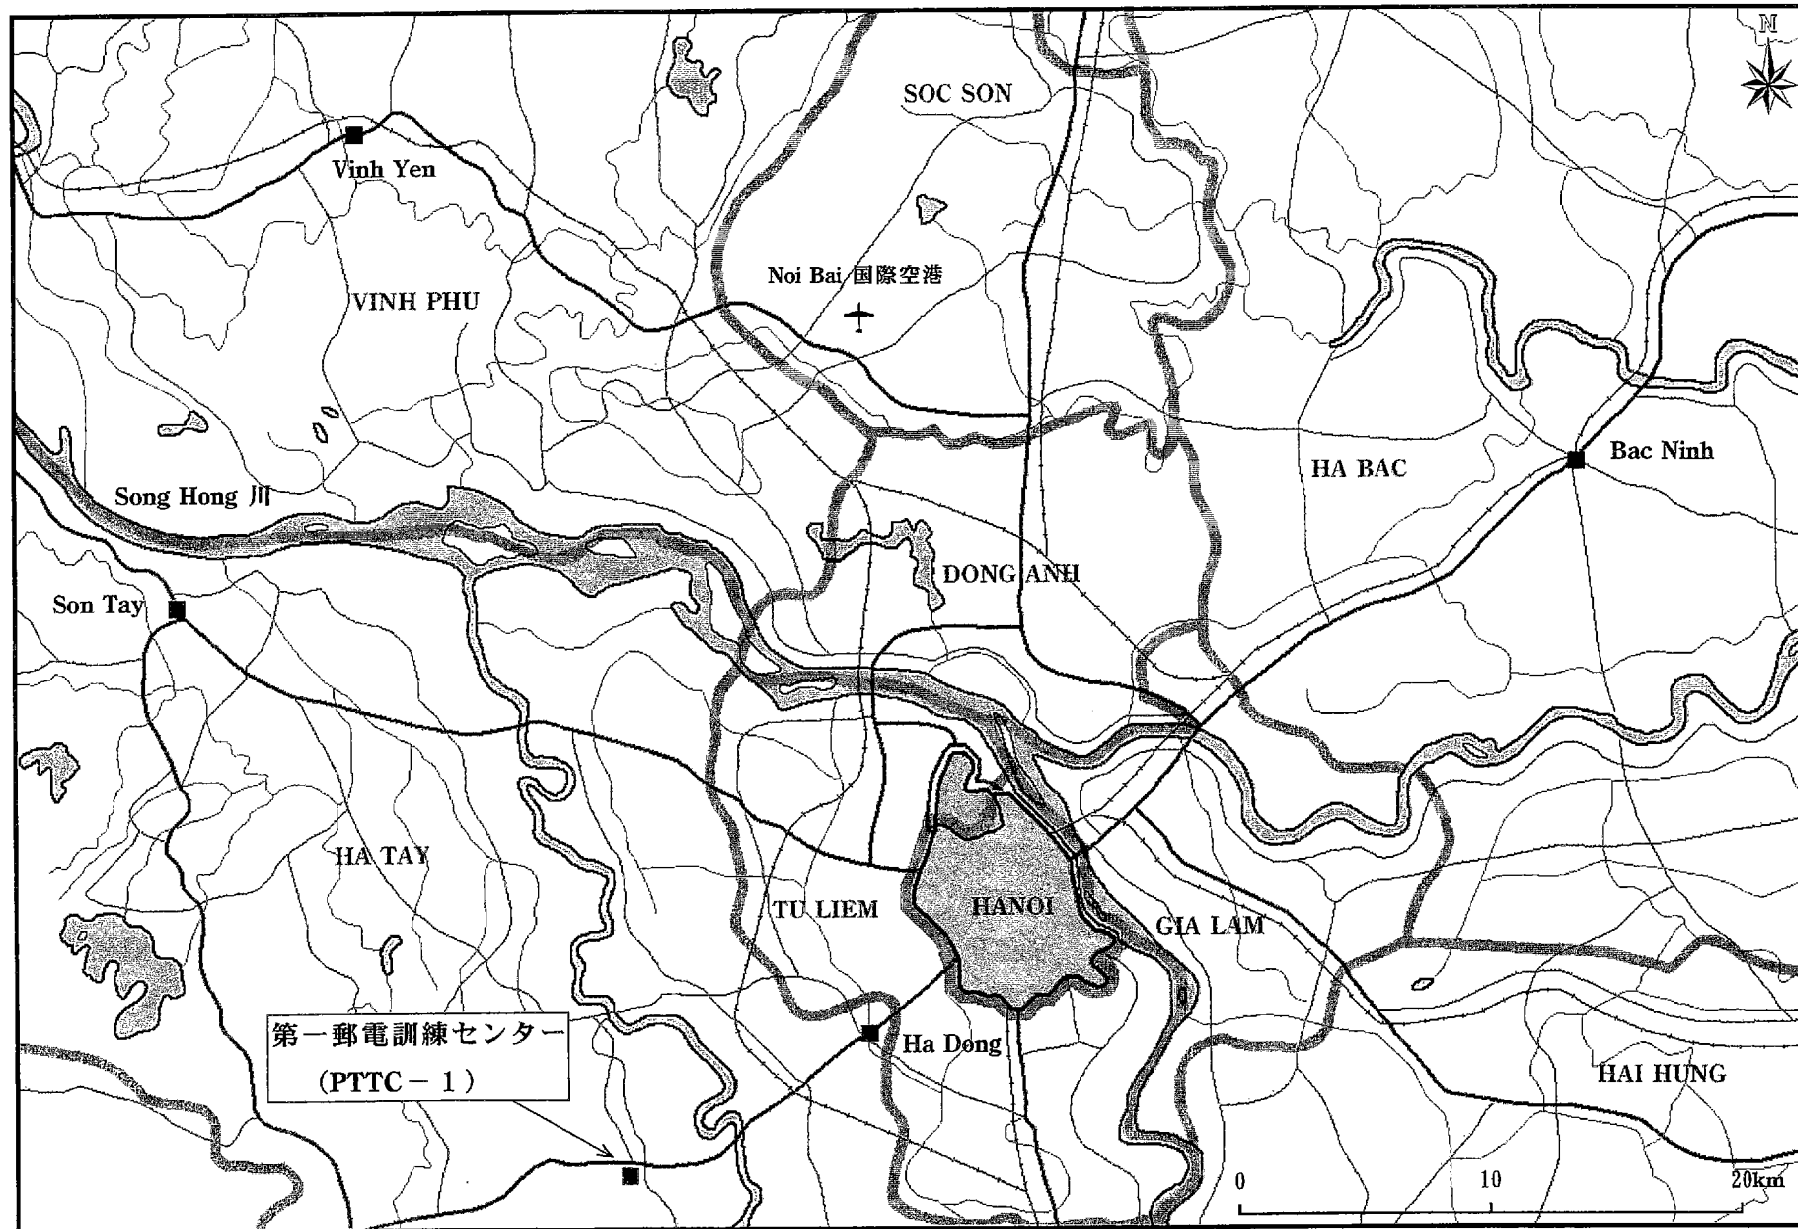 N
SOC SON
Vinh Yen
Noi Bai 国際空港
VINH PHU
Bac Ninh
HA BAC
Song Hong 川
DONG ANH
Son Tay
HA TAY
TU LIEM
HANOI
GIA LAM
第一郵電訓練センター
(PTTC－1)
Ha Dong
HAI HUNG
0 10 20km